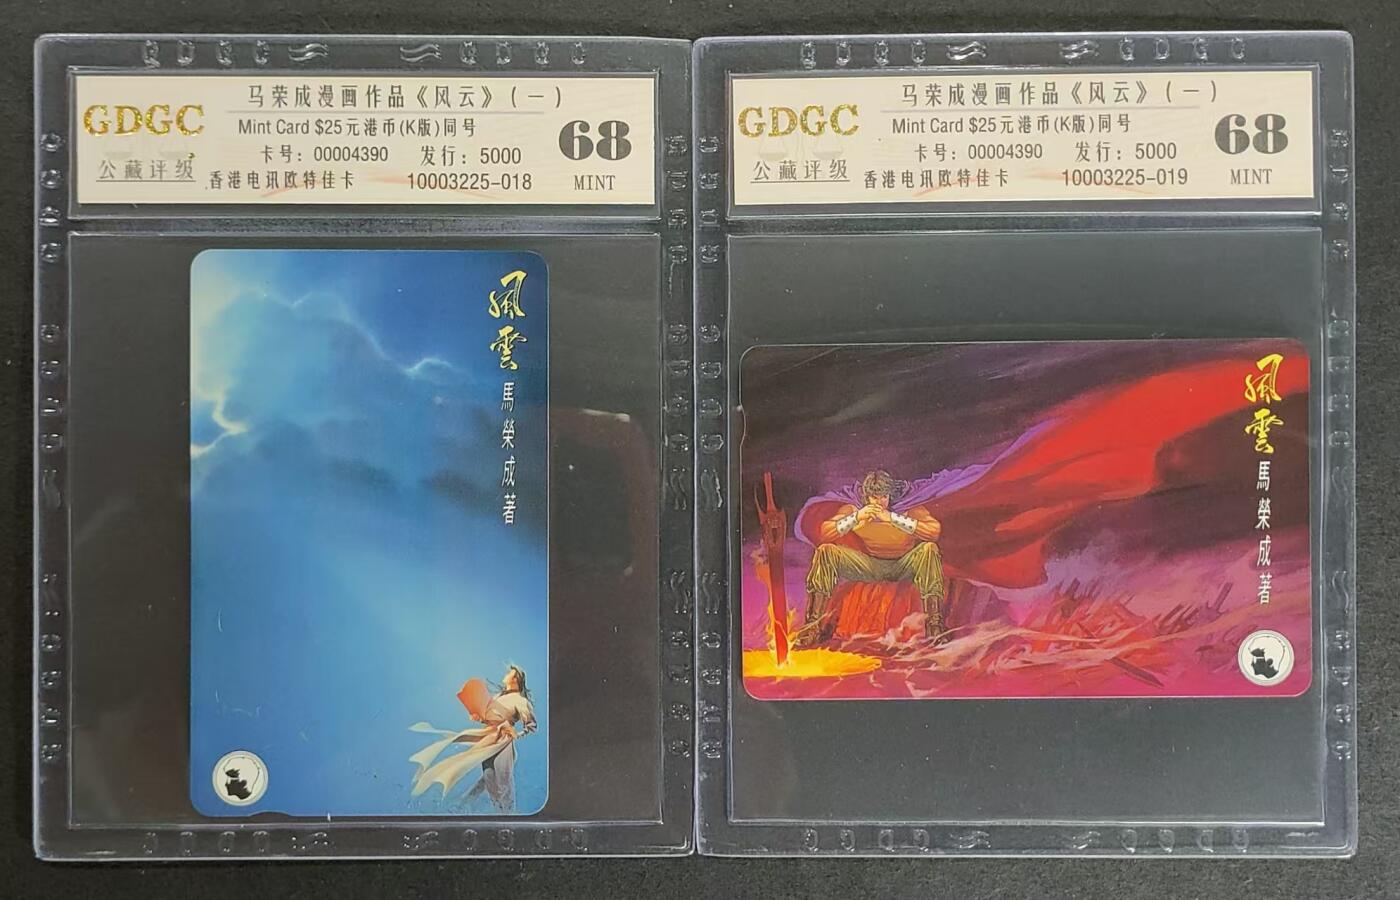 马荣成漫画作品《风云》(一)
GDGC
Mint Card $25元港币(K版)同号
68
卡号：00004390 发行：5000
公藏评级
香港电讯欧特佳卡 10003225-018 MINT
風雲
馬榮成著
马荣成漫画作品《风云》(一)
GDGC
Mint Card $25元港币(K版)同号
68
卡号：00004390 发行：5000
公藏评级
香港电讯欧特佳卡 10003225-019 MINT
風雲
馬榮成著